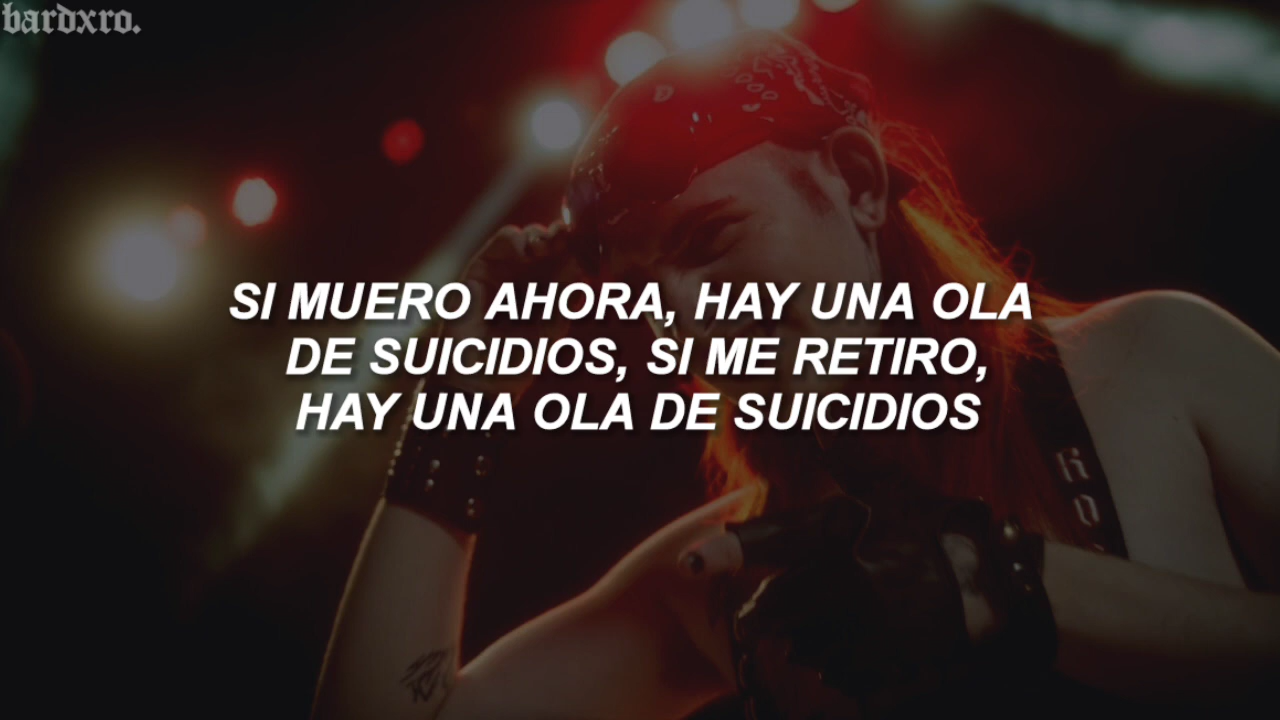 bardxro.
SI MUERO AHORA, HAY UNA OLA
DE SUICIDIOS, SI ME RETIRO,
HAY UNA OLA DE SUICIDIOS